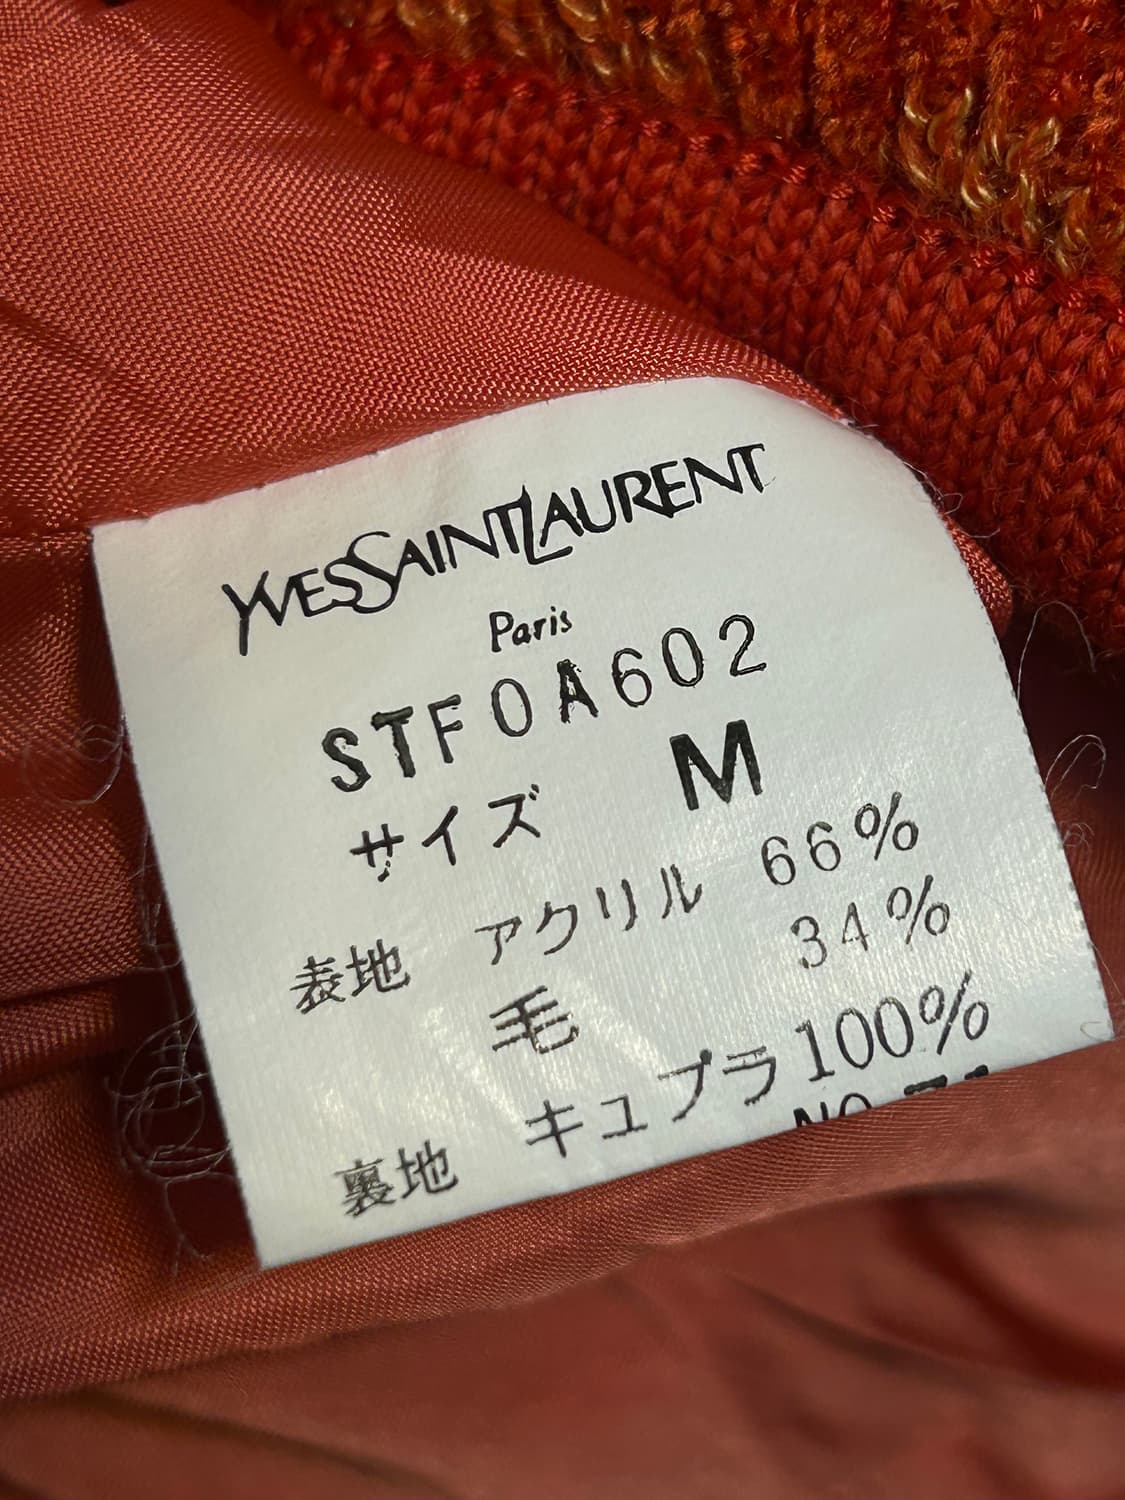 YVESSAINTLAURENT
Paris
STF0A602
サイズ M
表地 アクリル 66%
毛 34%
裏地 キュプラ 100%
NO.